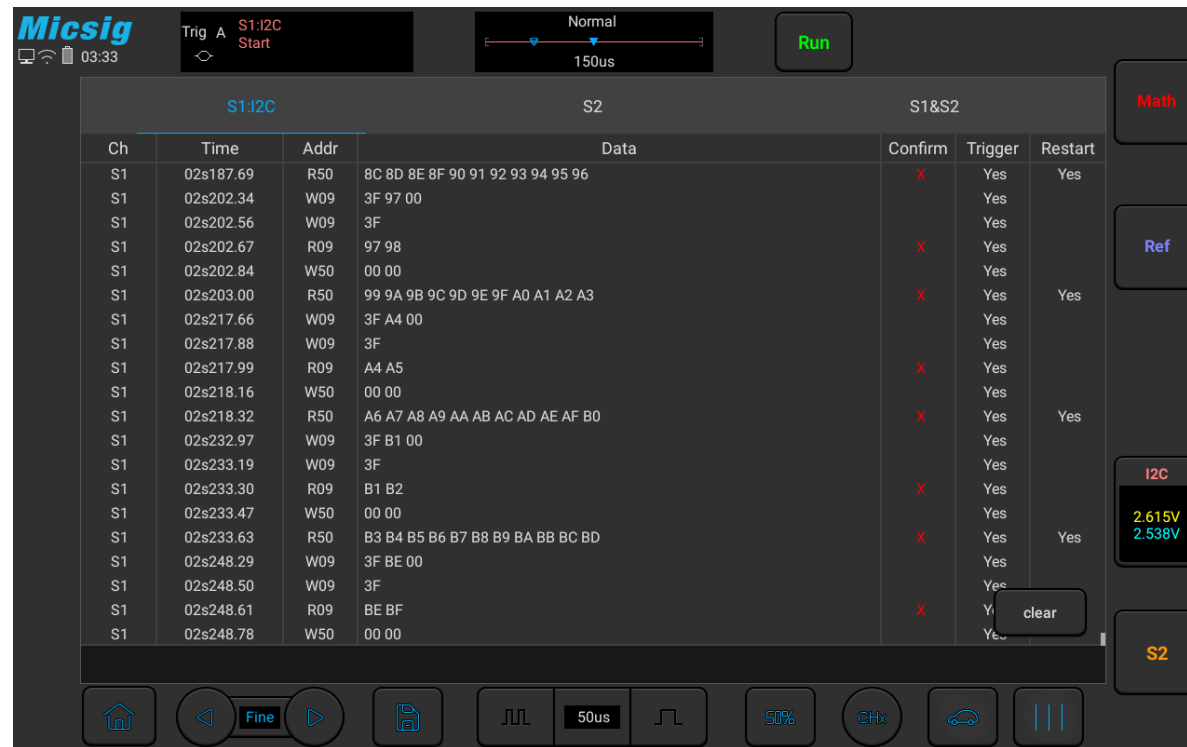 Micsig
Trig A S1:I2C
Start
Normal
150us
Run
03:33
S1:I2C S2 S1&S2
Math
Ch Time Addr Data Confirm Trigger Restart
S1 02s187.69 R50 8C 8D 8E 8F 90 91 92 93 94 95 96 X Yes Yes
S1 02s202.34 W09 3F 97 00 Yes
S1 02s202.56 W09 3F Yes
S1 02s202.67 R09 97 98 X Yes
Ref
S1 02s202.84 W50 00 00 Yes
S1 02s203.00 R50 99 9A 9B 9C 9D 9E 9F A0 A1 A2 A3 X Yes Yes
S1 02s217.66 W09 3F A4 00 Yes
S1 02s217.88 W09 3F Yes
S1 02s217.99 R09 A4 A5 X Yes
S1 02s218.16 W50 00 00 Yes
S1 02s218.32 R50 A6 A7 A8 A9 AA AB AC AD AE AF B0 X Yes Yes
S1 02s232.97 W09 3F B1 00 Yes
S1 02s233.19 W09 3F Yes
I2C
S1 02s233.30 R09 B1 B2 X Yes
S1 02s233.47 W50 00 00 Yes
2.615V
S1 02s233.63 R50 B3 B4 B5 B6 B7 B8 B9 BA BB BC BD X Yes Yes
2.538V
S1 02s248.29 W09 3F BE 00 Yes
S1 02s248.50 W09 3F Yes
S1 02s248.61 R09 BE BF X
clear
S1 02s248.78 W50 00 00 Yes
S2
Fine
50us
50%
CHx